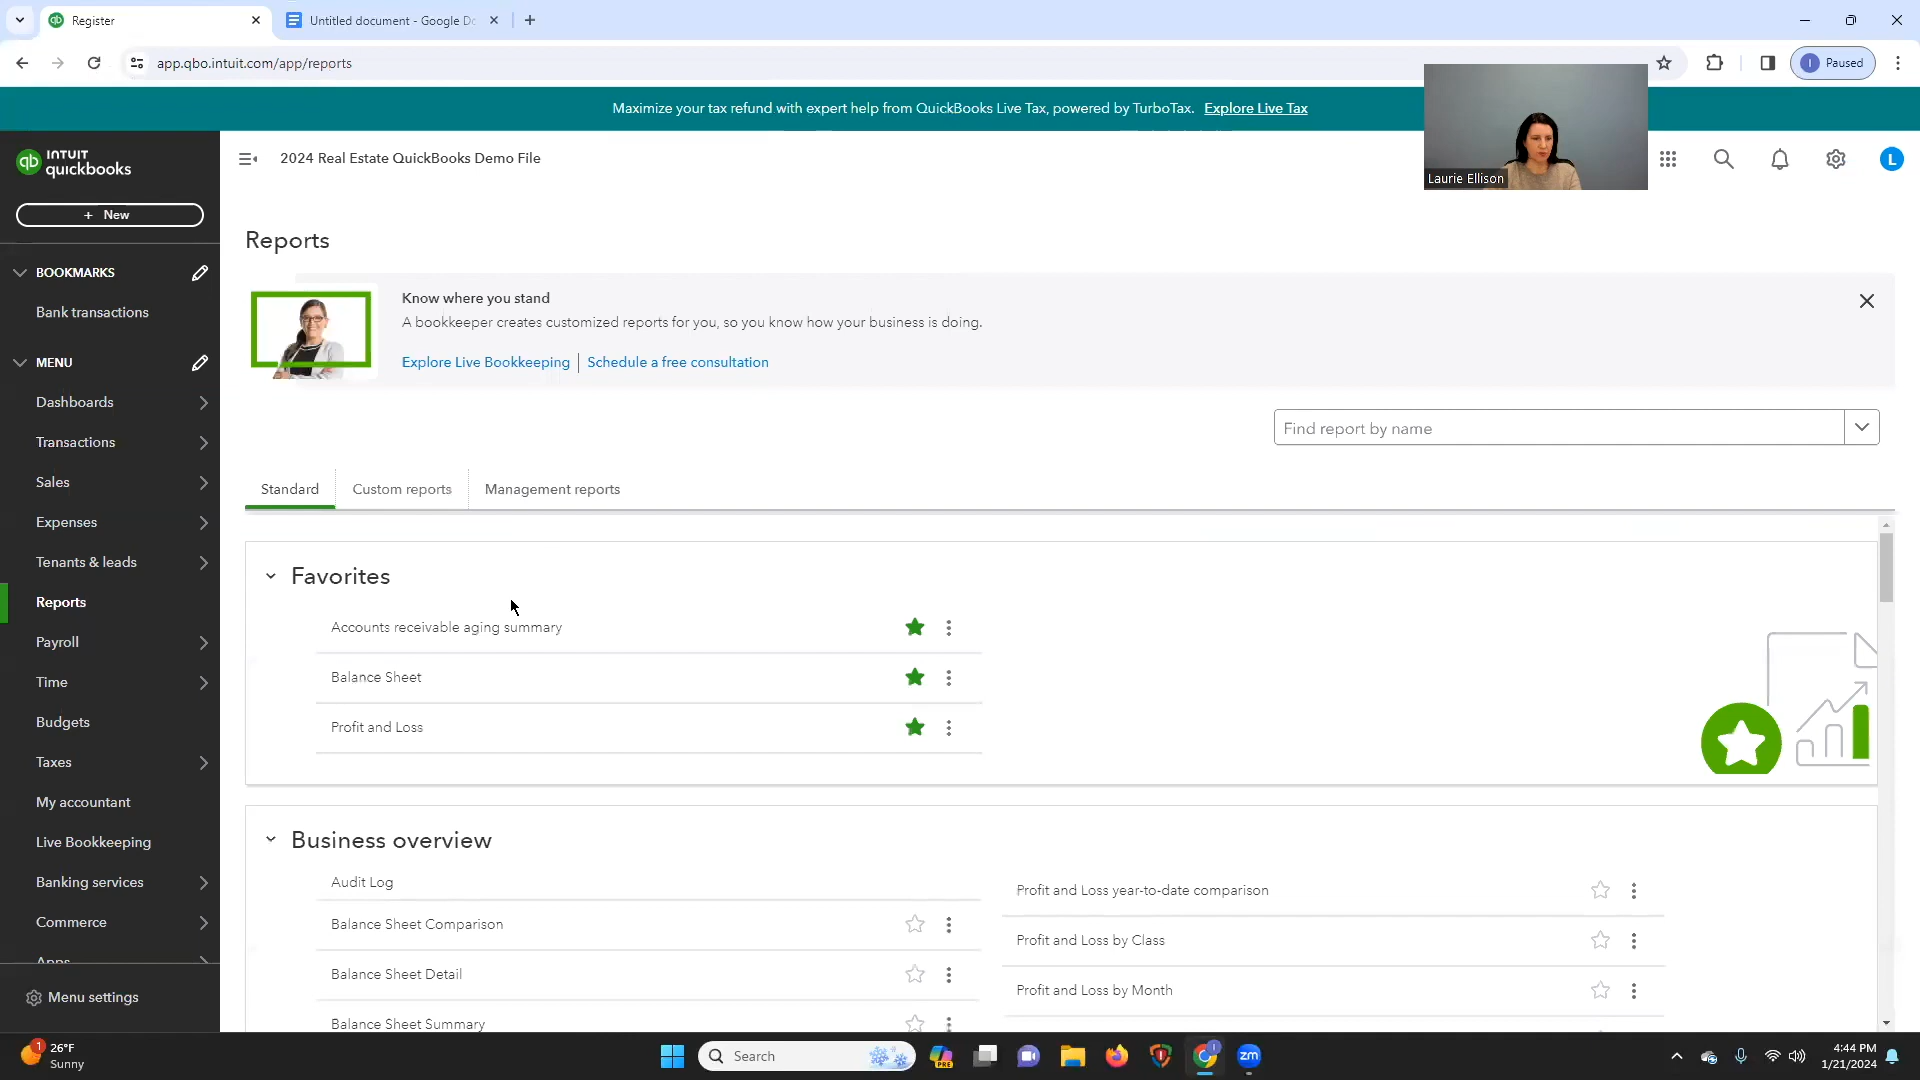 Register
Untitled document - Google Dc
app.qbo.intuit.com/app/reports
Paused
Maximize your tax refund with expert help from QuickBooks Live Tax, powered by TurboTax. Explore Live Tax
INTUIT
quickbooks
2024 Real Estate QuickBooks Demo File
Laurie Ellison
L
+ New
BOOKMARKS
Bank transactions
MENU
Dashboards
Transactions
Sales
Expenses
Tenants & leads
Reports
Payroll
Time
Budgets
Taxes
My accountant
Live Bookkeeping
Banking services
Commerce
Apps
Menu settings
Reports
Know where you stand
A bookkeeper creates customized reports for you, so you know how your business is doing.
Explore Live Bookkeeping | Schedule a free consultation
Find report by name
Standard
Custom reports
Management reports
Favorites
Accounts receivable aging summary
Balance Sheet
Profit and Loss
Business overview
Audit Log
Balance Sheet Comparison
Balance Sheet Detail
Balance Sheet Summary
Profit and Loss year-to-date comparison
Profit and Loss by Class
Profit and Loss by Month
1
26°F
Sunny
Search
PRE
zm
4:44 PM
1/21/2024